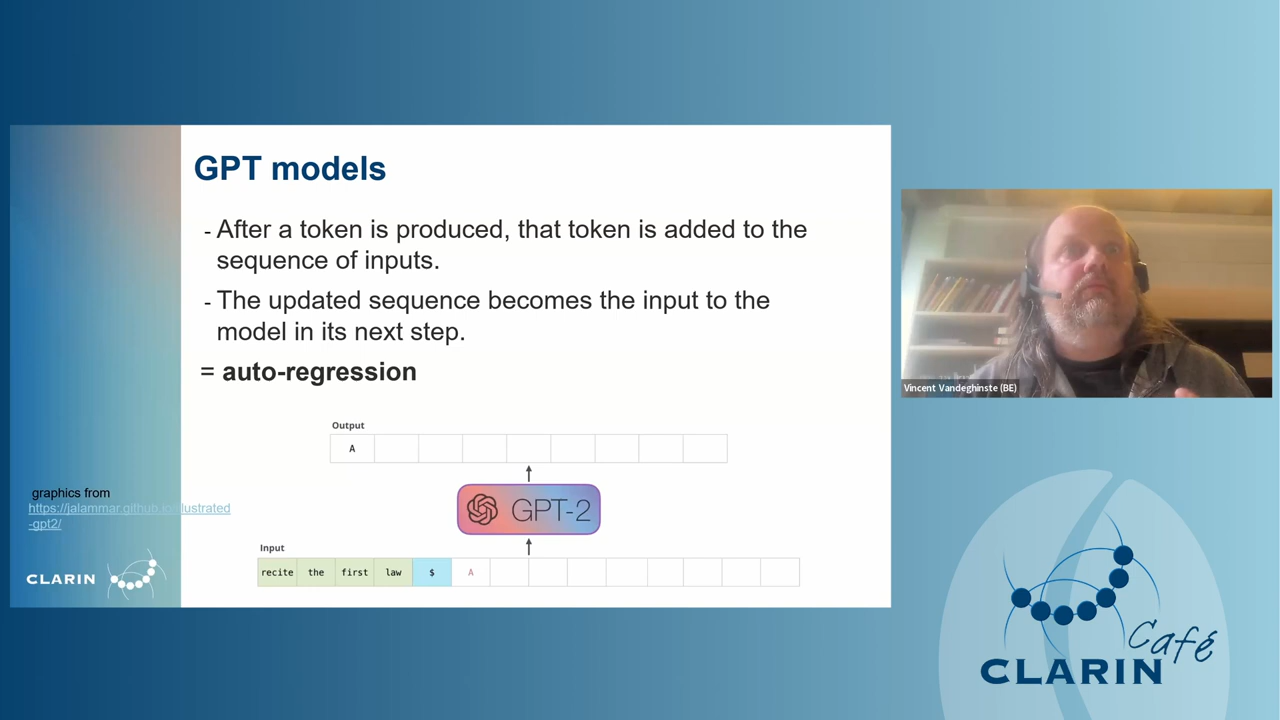 GPT models
- After a token is produced, that token is added to the
sequence of inputs.
- The updated sequence becomes the input to the
model in its next step.
= auto-regression
Output
A
GPT-2
Input
recite the first law $ A
graphics from
https://jalammar.github.io/illustrated
-gpt2/
CLARIN
Vincent Vandeghinste (BE)
Café
CLARIN